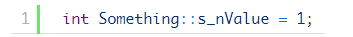 1 int Something::s_nValue = 1;